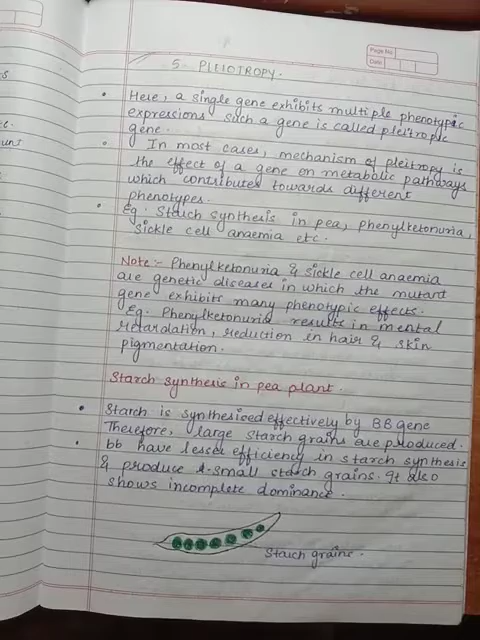 s
e.
unt
Page No.
Date
5. PLEIOTROPY.
• Here, a single gene exhibits multiple phenotypic
expressions such a gene is called pleitropic
gene.
• In most cases, mechanism of pleitropy is
the effect of a gene on metabolic pathways
which contributes towards different
phenotypes.
• Eg. Starch synthesis in pea, phenylketonuria,
Sickle cell anaemia etc.
Note:- Phenylketonuria & Sickle cell anaemia
are genetic diseases in which the mutant
gene exhibits many phenotypic effects.
Eg. Phenylketonuria results in mental
retardation, reduction in hair & skin
pigmentation.
Starch synthesis in pea plant.
• Starch is synthesised effectively by BB gene
Therefore, large starch grains are produced.
• bb have lesser efficiency in starch synthesis
& produce small starch grains. It also
shows incomplete dominance.
Starch grains.